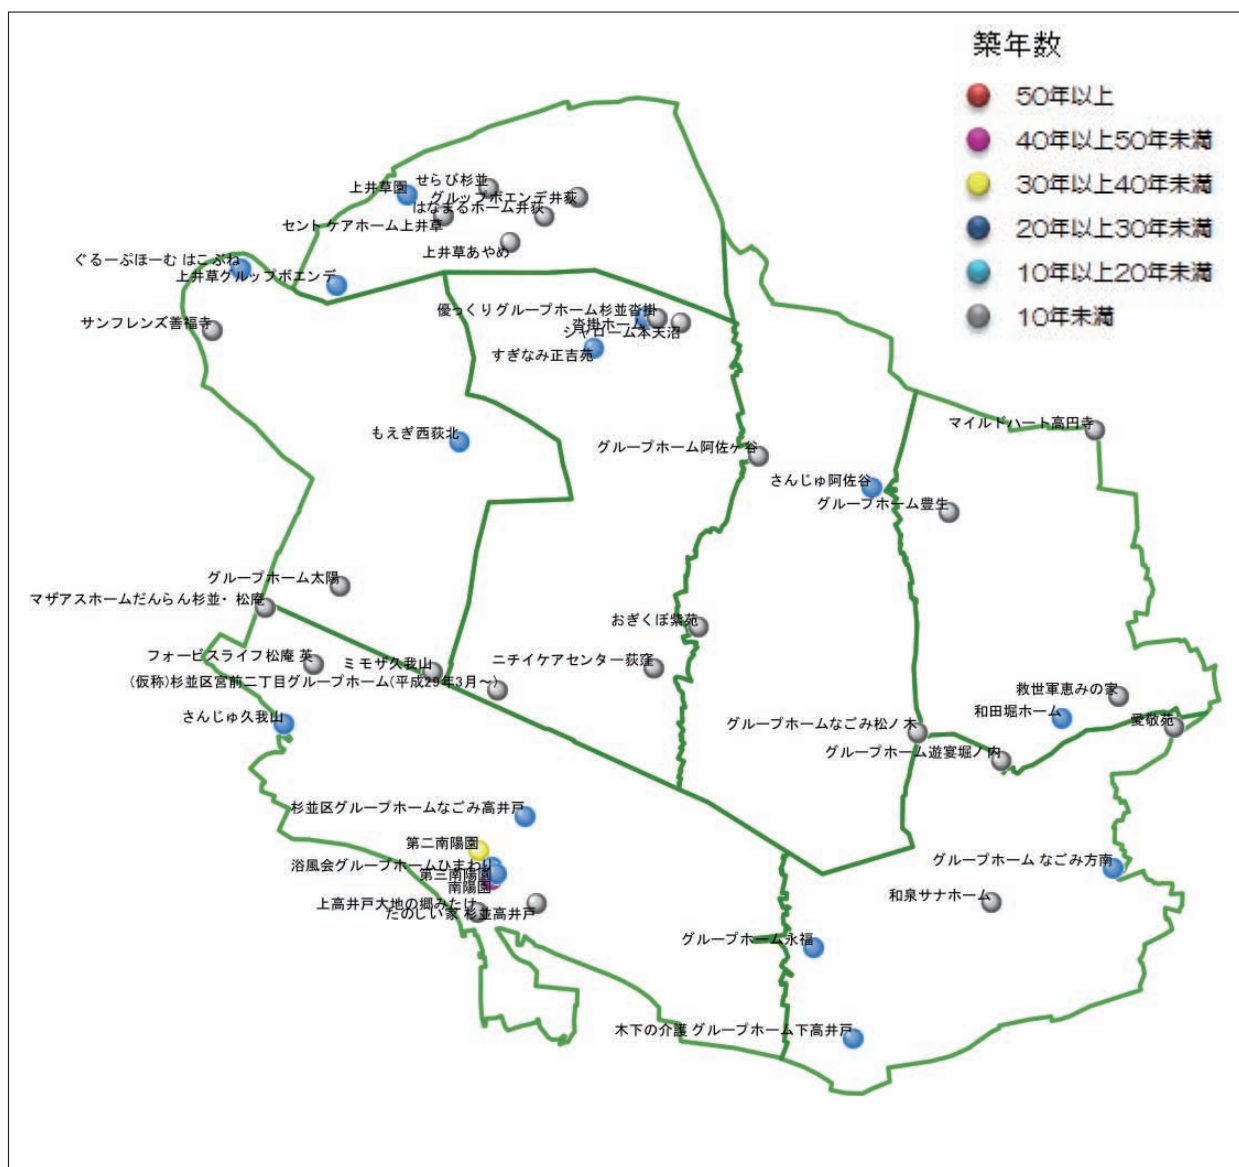 築年数
50年以上
40年以上50年未満
30年以上40年未満
20年以上30年未満
10年以上20年未満
10年未満
せらび杉並
上井草園
グループポエンデ井荻
はなまるホーム井荻
セントケアホーム上井草
上井草あやめ
ぐるーぷほーむ はこぶね
上井草グループポエンデ
サンフレンズ善福寺
優っくりグループホーム杉並沓掛
沓掛ホーム
シャローム本天沼
すぎなみ正吉苑
もえぎ西荻北
マイルドハート高円寺
グループホーム阿佐ヶ谷
さんじゅ阿佐谷
グループホーム豊生
グループホーム太陽
マザアスホームだんらん杉並・松庵
おぎくぼ紫苑
フォービスライフ松庵 英
ミモザ久我山
ニチイケアセンター荻窪
(仮称)杉並区宮前二丁目グループホーム(平成29年3月～)
救世軍恵みの家
さんじゅ久我山
和田堀ホーム
愛敬苑
グループホームなごみ松ノ木
グループホーム遊宴堀ノ内
杉並区グループホームなごみ高井戸
第二南陽園
浴風会グループホームひまわり
第三南陽園
南陽園
グループホーム なごみ方南
上高井戸大地の郷みたけ
たのしい家 杉並高井戸
和泉サナホーム
グループホーム永福
木下の介護 グループホーム下高井戸